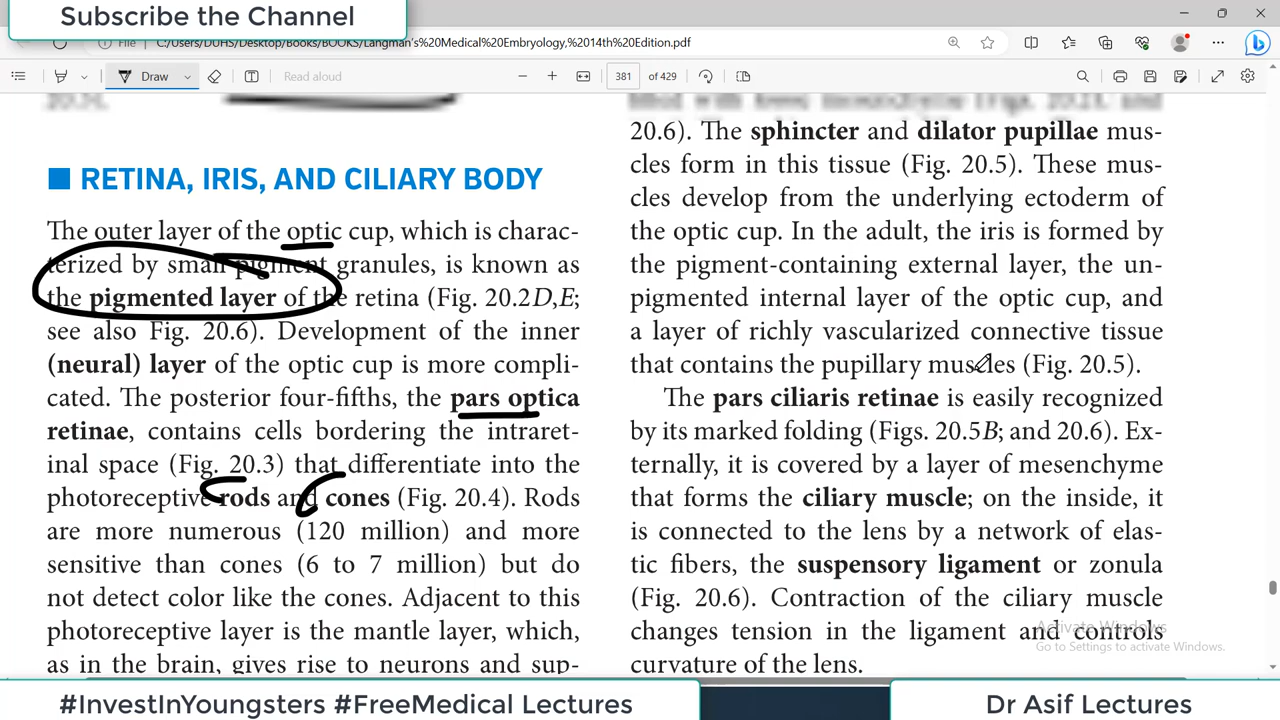 Subscribe the Channel
File
C:/Users/DUHS/Desktop/Books/BOOKS/Langman's%20Medical%20Embryology,%2014th%20Edition.pdf
Draw
Read aloud
381
of 429
20.6). The sphincter and dilator pupillae mus-
cles form in this tissue (Fig. 20.5). These mus-
cles develop from the underlying ectoderm of
the optic cup. In the adult, the iris is formed by
the pigment-containing external layer, the un-
pigmented internal layer of the optic cup, and
a layer of richly vascularized connective tissue
that contains the pupillary muscles (Fig. 20.5).
The pars ciliaris retinae is easily recognized
by its marked folding (Figs. 20.5B; and 20.6). Ex-
ternally, it is covered by a layer of mesenchyme
that forms the ciliary muscle; on the inside, it
is connected to the lens by a network of elas-
tic fibers, the suspensory ligament or zonula
(Fig. 20.6). Contraction of the ciliary muscle
changes tension in the ligament and controls
curvature of the lens.
RETINA, IRIS, AND CILIARY BODY
The outer layer of the optic cup, which is charac-
terized by small pigment granules, is known as
the pigmented layer of the retina (Fig. 20.2D,E;
see also Fig. 20.6). Development of the inner
(neural) layer of the optic cup is more compli-
cated. The posterior four-fifths, the pars optica
retinae, contains cells bordering the intraret-
inal space (Fig. 20.3) that differentiate into the
photoreceptive rods and cones (Fig. 20.4). Rods
are more numerous (120 million) and more
sensitive than cones (6 to 7 million) but do
not detect color like the cones. Adjacent to this
photoreceptive layer is the mantle layer, which,
as in the brain, gives rise to neurons and sup-
Activate Windows
Go to Settings to activate Windows.
#InvestInYoungsters #FreeMedical Lectures
Dr Asif Lectures